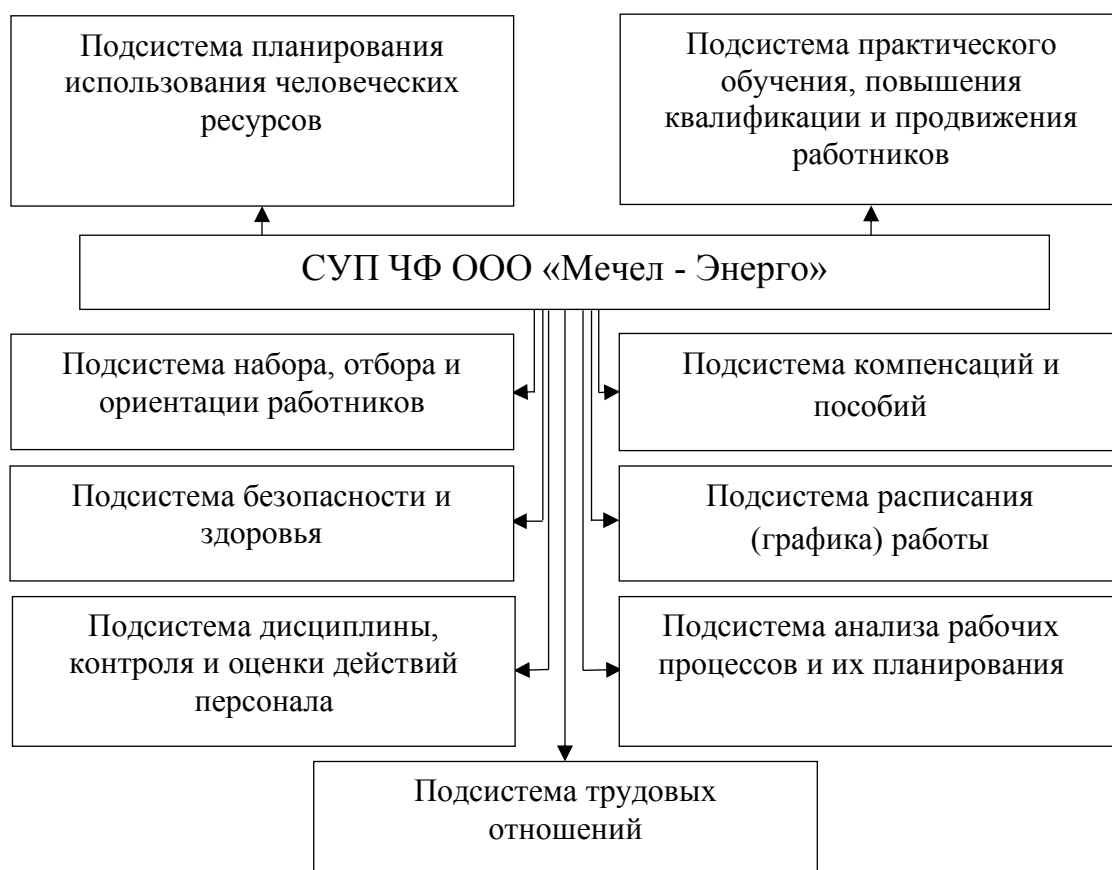 Подсистема планирования
использования человеческих
ресурсов
Подсистема практического
обучения, повышения
квалификации и продвижения
работников
СУП ЧФ ООО «Мечел - Энерго»
Подсистема набора, отбора и
ориентации работников
Подсистема компенсаций и
пособий
Подсистема безопасности и
здоровья
Подсистема расписания
(графика) работы
Подсистема дисциплины,
контроля и оценки действий
персонала
Подсистема анализа рабочих
процессов и их планирования
Подсистема трудовых
отношений